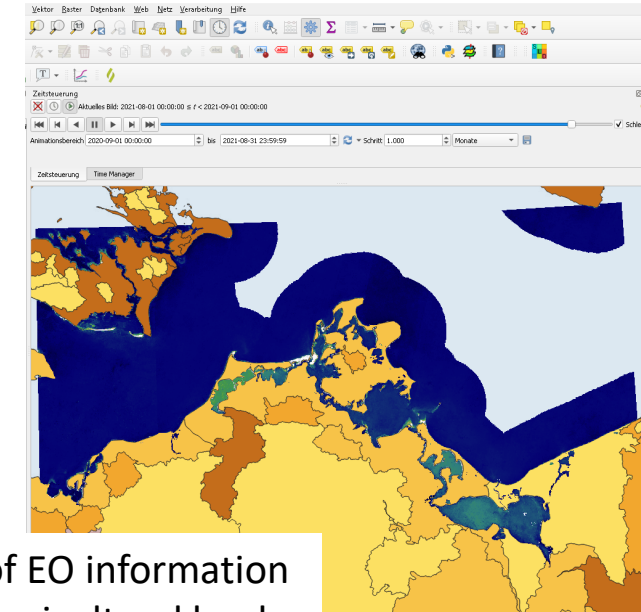 Vektor Raster Datenbank Web Netz Verarbeitung Hilfe
Zeitsteuerung
Aktuelles Bild: 2021-08-01 00:00:00 ≤ t < 2021-09-01 00:00:00
Schlei
Animationsbereich 2020-09-01 00:00:00 bis 2021-08-31 23:59:59 Schritt 1.000 Monate
Zeitsteuerung Time Manager
of EO information